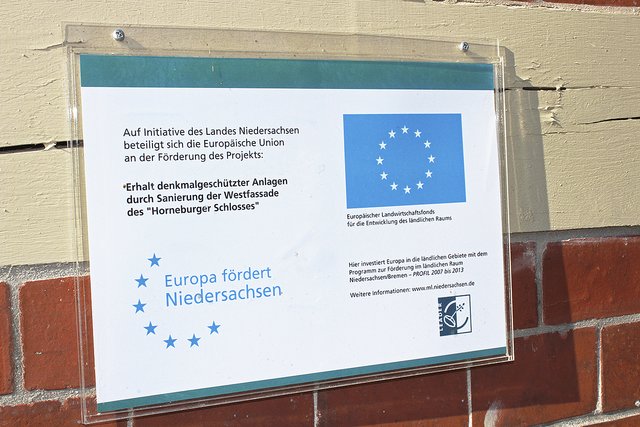 Auf Initiative des Landes Niedersachsen
beteiligt sich die Europäische Union
an der Förderung des Projekts:
"Erhalt denkmalgeschützter Anlagen
durch Sanierung der Westfassade
des "Horneburger Schlosses"
Europäischer Landwirtschaftsfonds
für die Entwicklung des ländlichen Raums
Europa fördert
Niedersachsen
Hier investiert Europa in die ländlichen Gebiete mit dem
Programm zur Förderung im ländlichen Raum
Niedersachsen/Bremen – PROFIL 2007 bis 2013
Weitere Informationen: www.ml.niedersachsen.de
LEADER